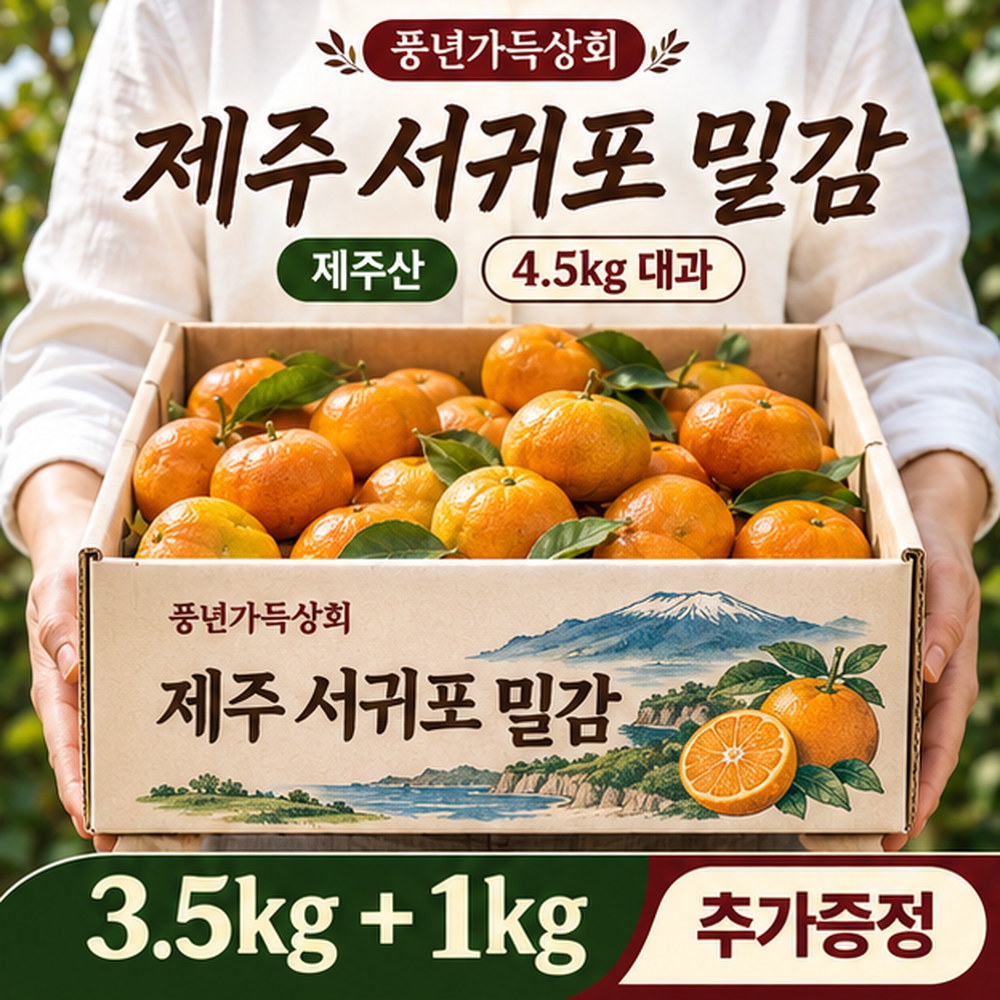 풍년가득상회
제주 서귀포 밀감
제주산
4.5kg 대과
풍년가득상회
제주 서귀포 밀감
3.5kg + 1kg
추가증정